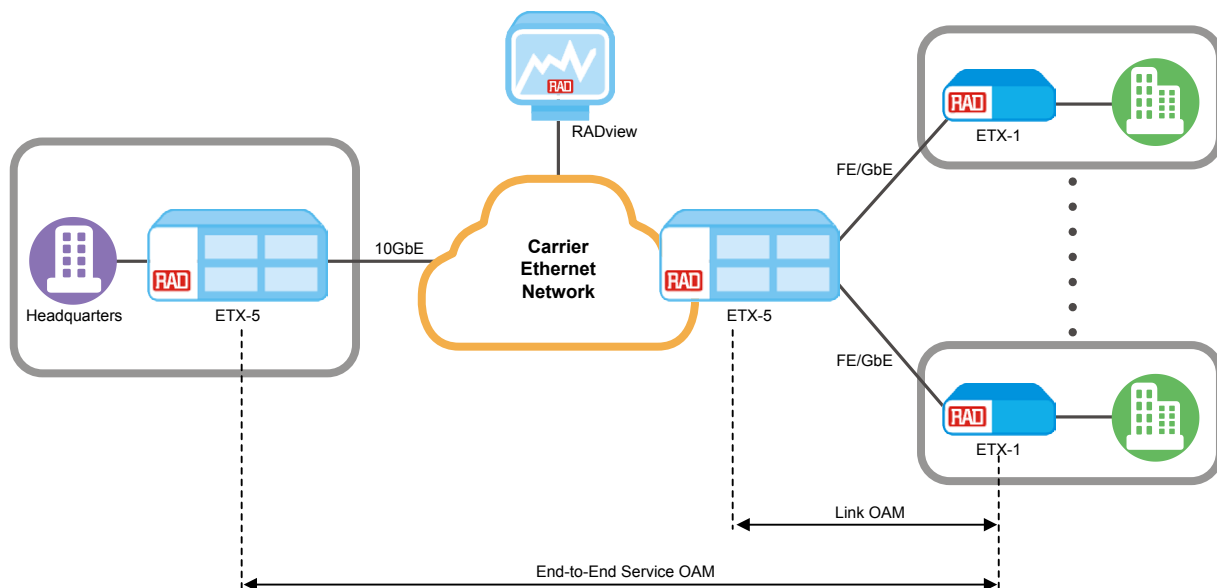 RAD
RADview
RAD
ETX-1
FE/GbE
Headquarters
RAD
ETX-5
10GbE
Carrier
Ethernet
Network
RAD
ETX-5
FE/GbE
RAD
ETX-1
Link OAM
End-to-End Service OAM